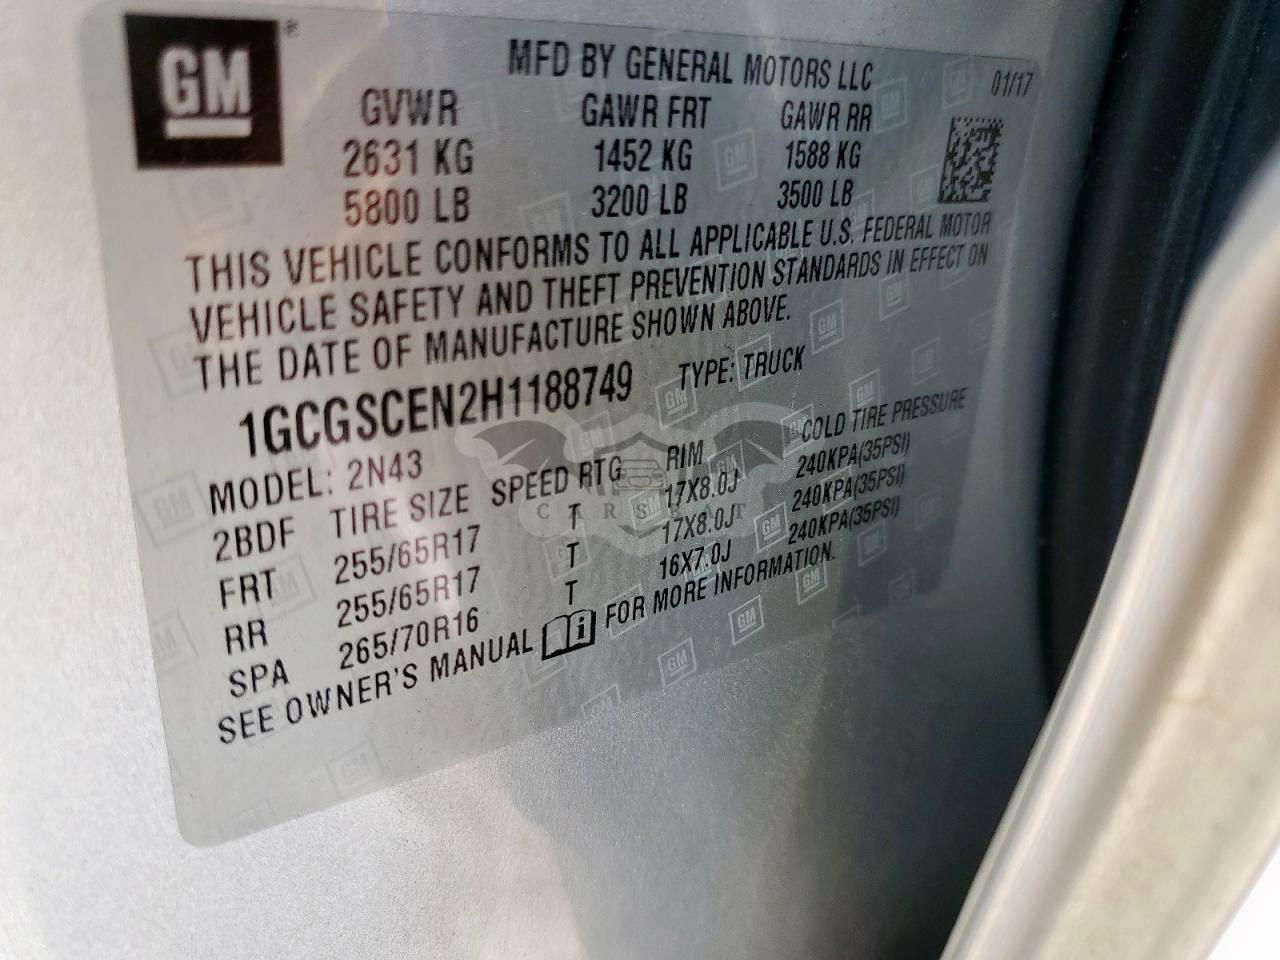 GM®
MFD BY GENERAL MOTORS LLC 01/17
GVWR GAWR FRT GAWR RR
2631 KG 1452 KG 1588 KG
5800 LB 3200 LB 3500 LB
THIS VEHICLE CONFORMS TO ALL APPLICABLE U.S. FEDERAL MOTOR
VEHICLE SAFETY AND THEFT PREVENTION STANDARDS IN EFFECT ON
THE DATE OF MANUFACTURE SHOWN ABOVE.
1GCGSCEN2H1188749 TYPE: TRUCK
MODEL: 2N43
2BDF TIRE SIZE SPEED RTG RIM COLD TIRE PRESSURE
FRT 255/65R17 T 17X8.0J 240KPA(35PSI)
RR 255/65R17 T 17X8.0J 240KPA(35PSI)
SPA 265/70R16 T 16X7.0J 240KPA(35PSI)
SEE OWNER'S MANUAL FOR MORE INFORMATION.